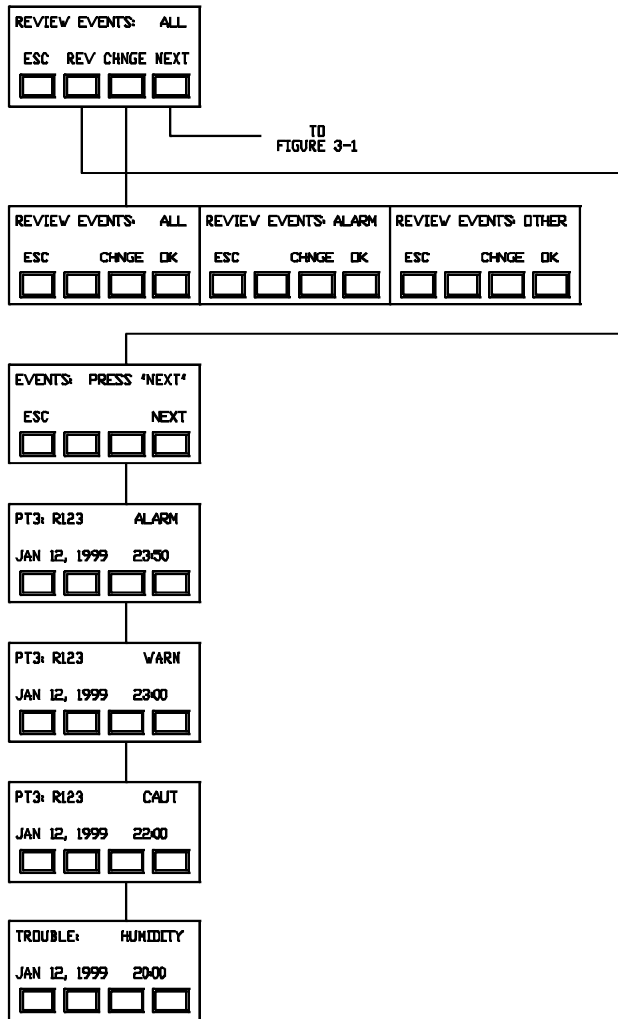 REVIEW EVENTS: ALL
ESC REV CHNGE NEXT
TO
FIGURE 3-1
REVIEW EVENTS: ALL
ESC CHNGE OK
REVIEW EVENTS: ALARM
ESC CHNGE OK
REVIEW EVENTS: OTHER
ESC CHNGE OK
EVENTS: PRESS "NEXT"
ESC NEXT
PT3: R123 ALARM
JAN 12, 1999 23:50
PT3: R123 WARN
JAN 12, 1999 23:00
PT3: R123 CAUT
JAN 12, 1999 22:00
TROUBLE: HUMIDITY
JAN 12, 1999 20:00